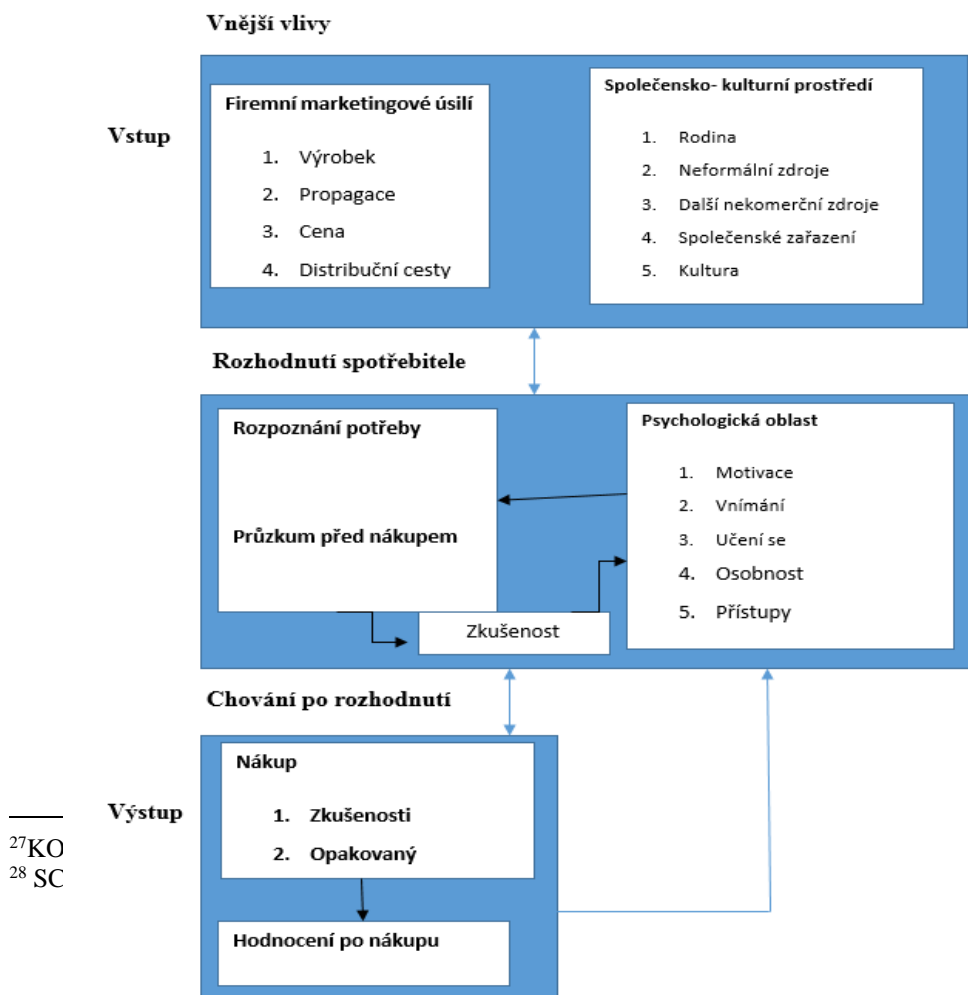 Vnější vlivy
Vstup
Firemní marketingové úsilí
1. Výrobek
2. Propagace
3. Cena
4. Distribuční cesty
Společensko- kulturní prostředí
1. Rodina
2. Neformální zdroje
3. Další nekomerční zdroje
4. Společenské zařazení
5. Kultura
Rozhodnutí spotřebitele
Rozpoznání potřeby
Průzkum před nákupem
Psychologická oblast
1. Motivace
2. Vnímání
3. Učení se
4. Osobnost
5. Přístupy
Zkušenost
Chování po rozhodnutí
Výstup
Nákup
1. Zkušenosti
2. Opakovaný
Hodnocení po nákupu
27KO
28 SC